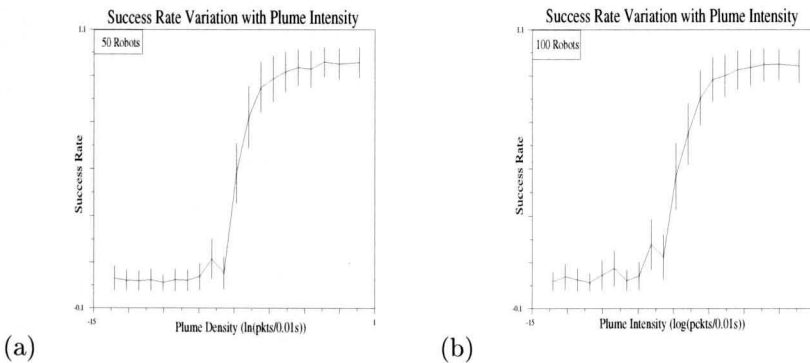 Success Rate Variation with Plume Intensity
1.1
50 Robots
Success Rate
-0.1
-15
Plume Density (ln(pkts/0.01s))
1
(a)
Success Rate Variation with Plume Intensity
1.1
100 Robots
Success Rate
-0.1
-15
Plume Intensity (log(pckts/0.01s))
(b)